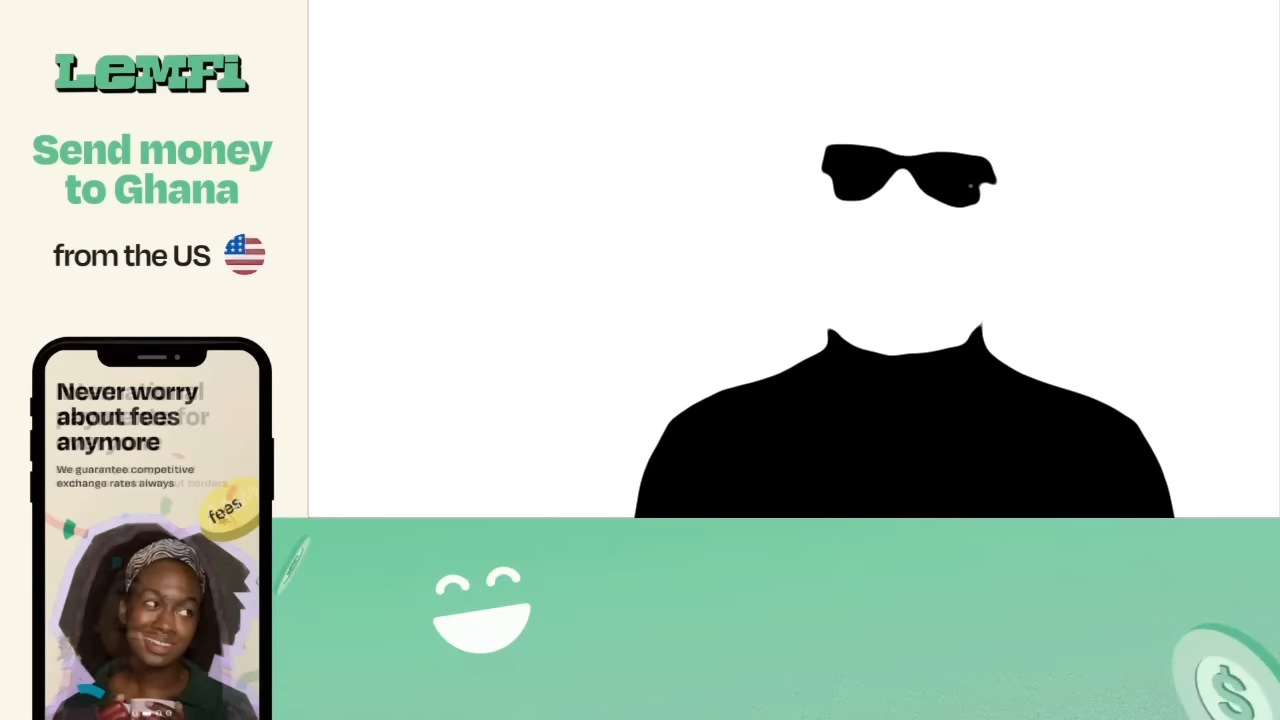 LemFi
Send money
to Ghana
from the US
Never worry
about fees
anymore
We guarantee competitive
exchange rates always
fees
$